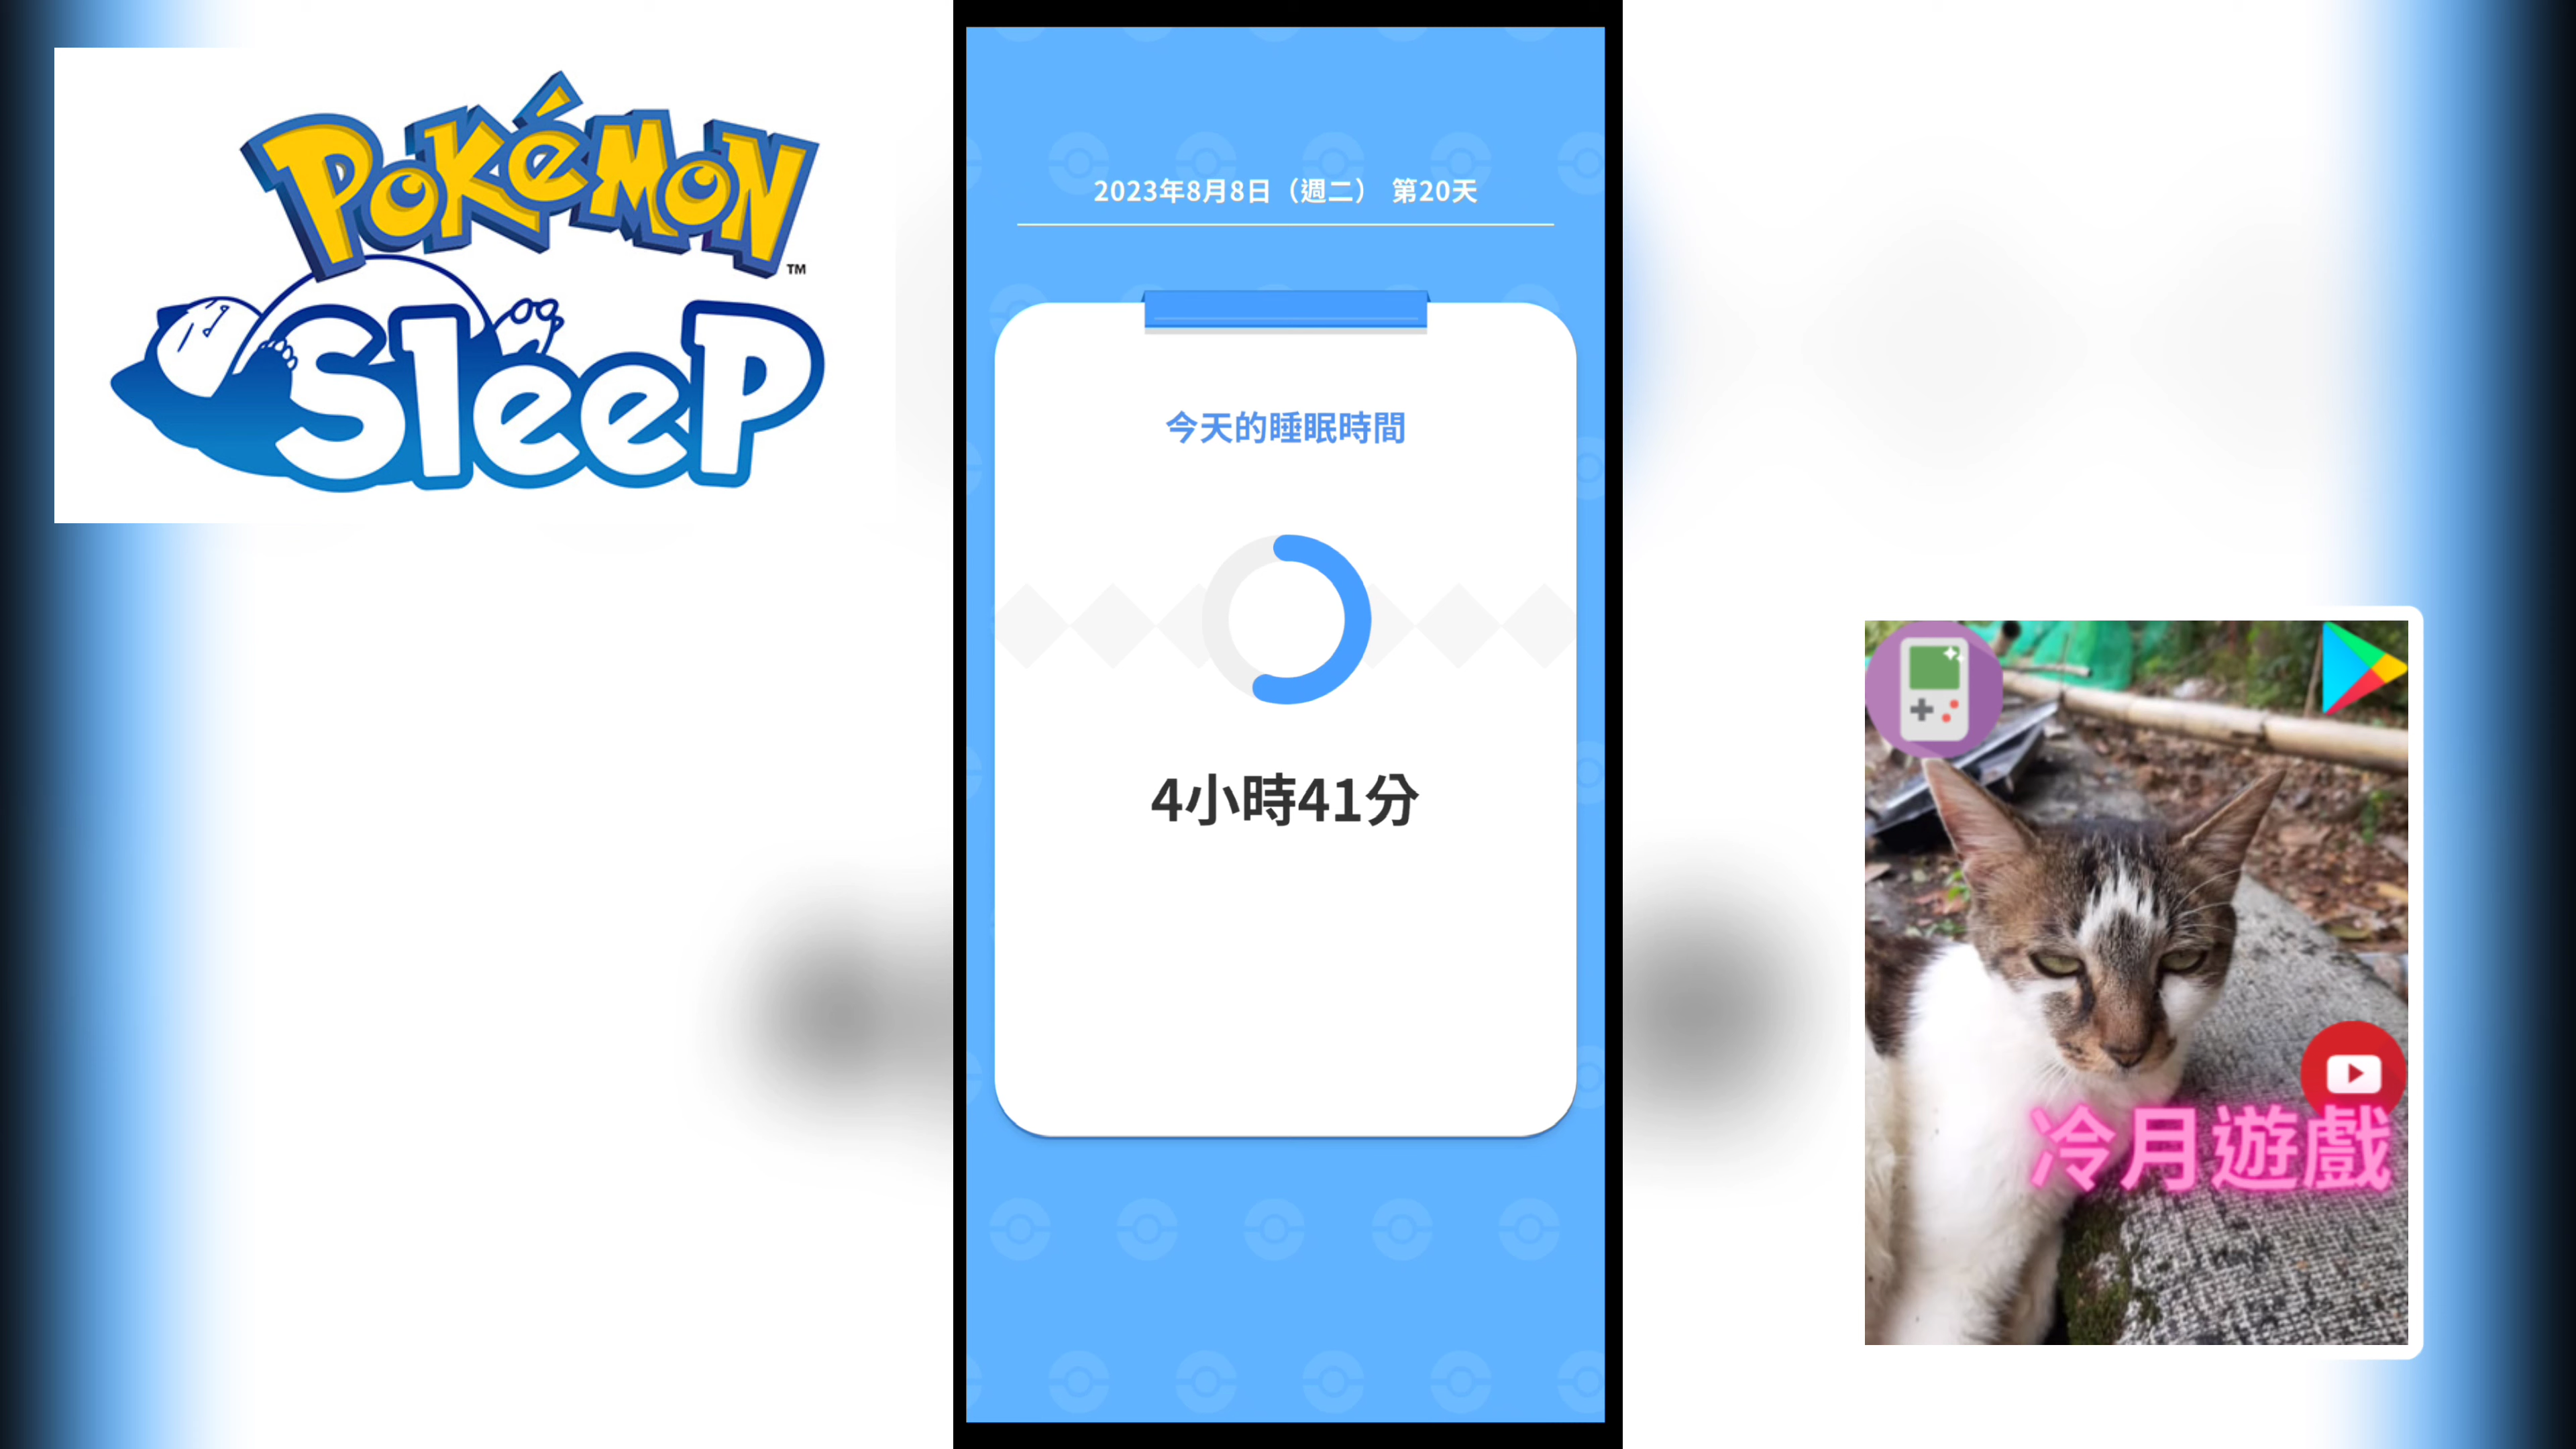 Pokémon
TM
Sleep
2023年8月8日（週二） 第20天
今天的睡眠時間
4小時41分
冷月遊戲